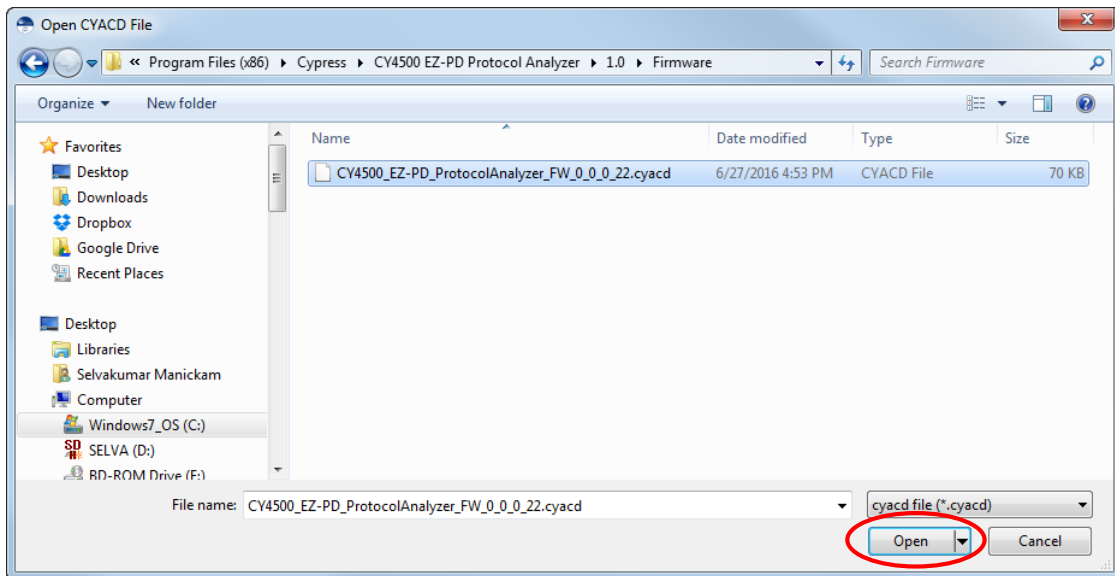 Open CYACD File
« Program Files (x86) Cypress CY4500 EZ-PD Protocol Analyzer 1.0 Firmware Search Firmware
Organize New folder
Favorites
Desktop
Downloads
Dropbox
Google Drive
Recent Places
Desktop
Libraries
Selvakumar Manickam
Computer
Windows7_OS (C:)
SELVA (D:)
BD-ROM Drive (E:)
Name Date modified Type Size
CY4500_EZ-PD_ProtocolAnalyzer_FW_0_0_0_22.cyacd 6/27/2016 4:53 PM CYACD File 70 KB
File name: CY4500_EZ-PD_ProtocolAnalyzer_FW_0_0_0_22.cyacd cyacd file (*.cyacd)
Open Cancel